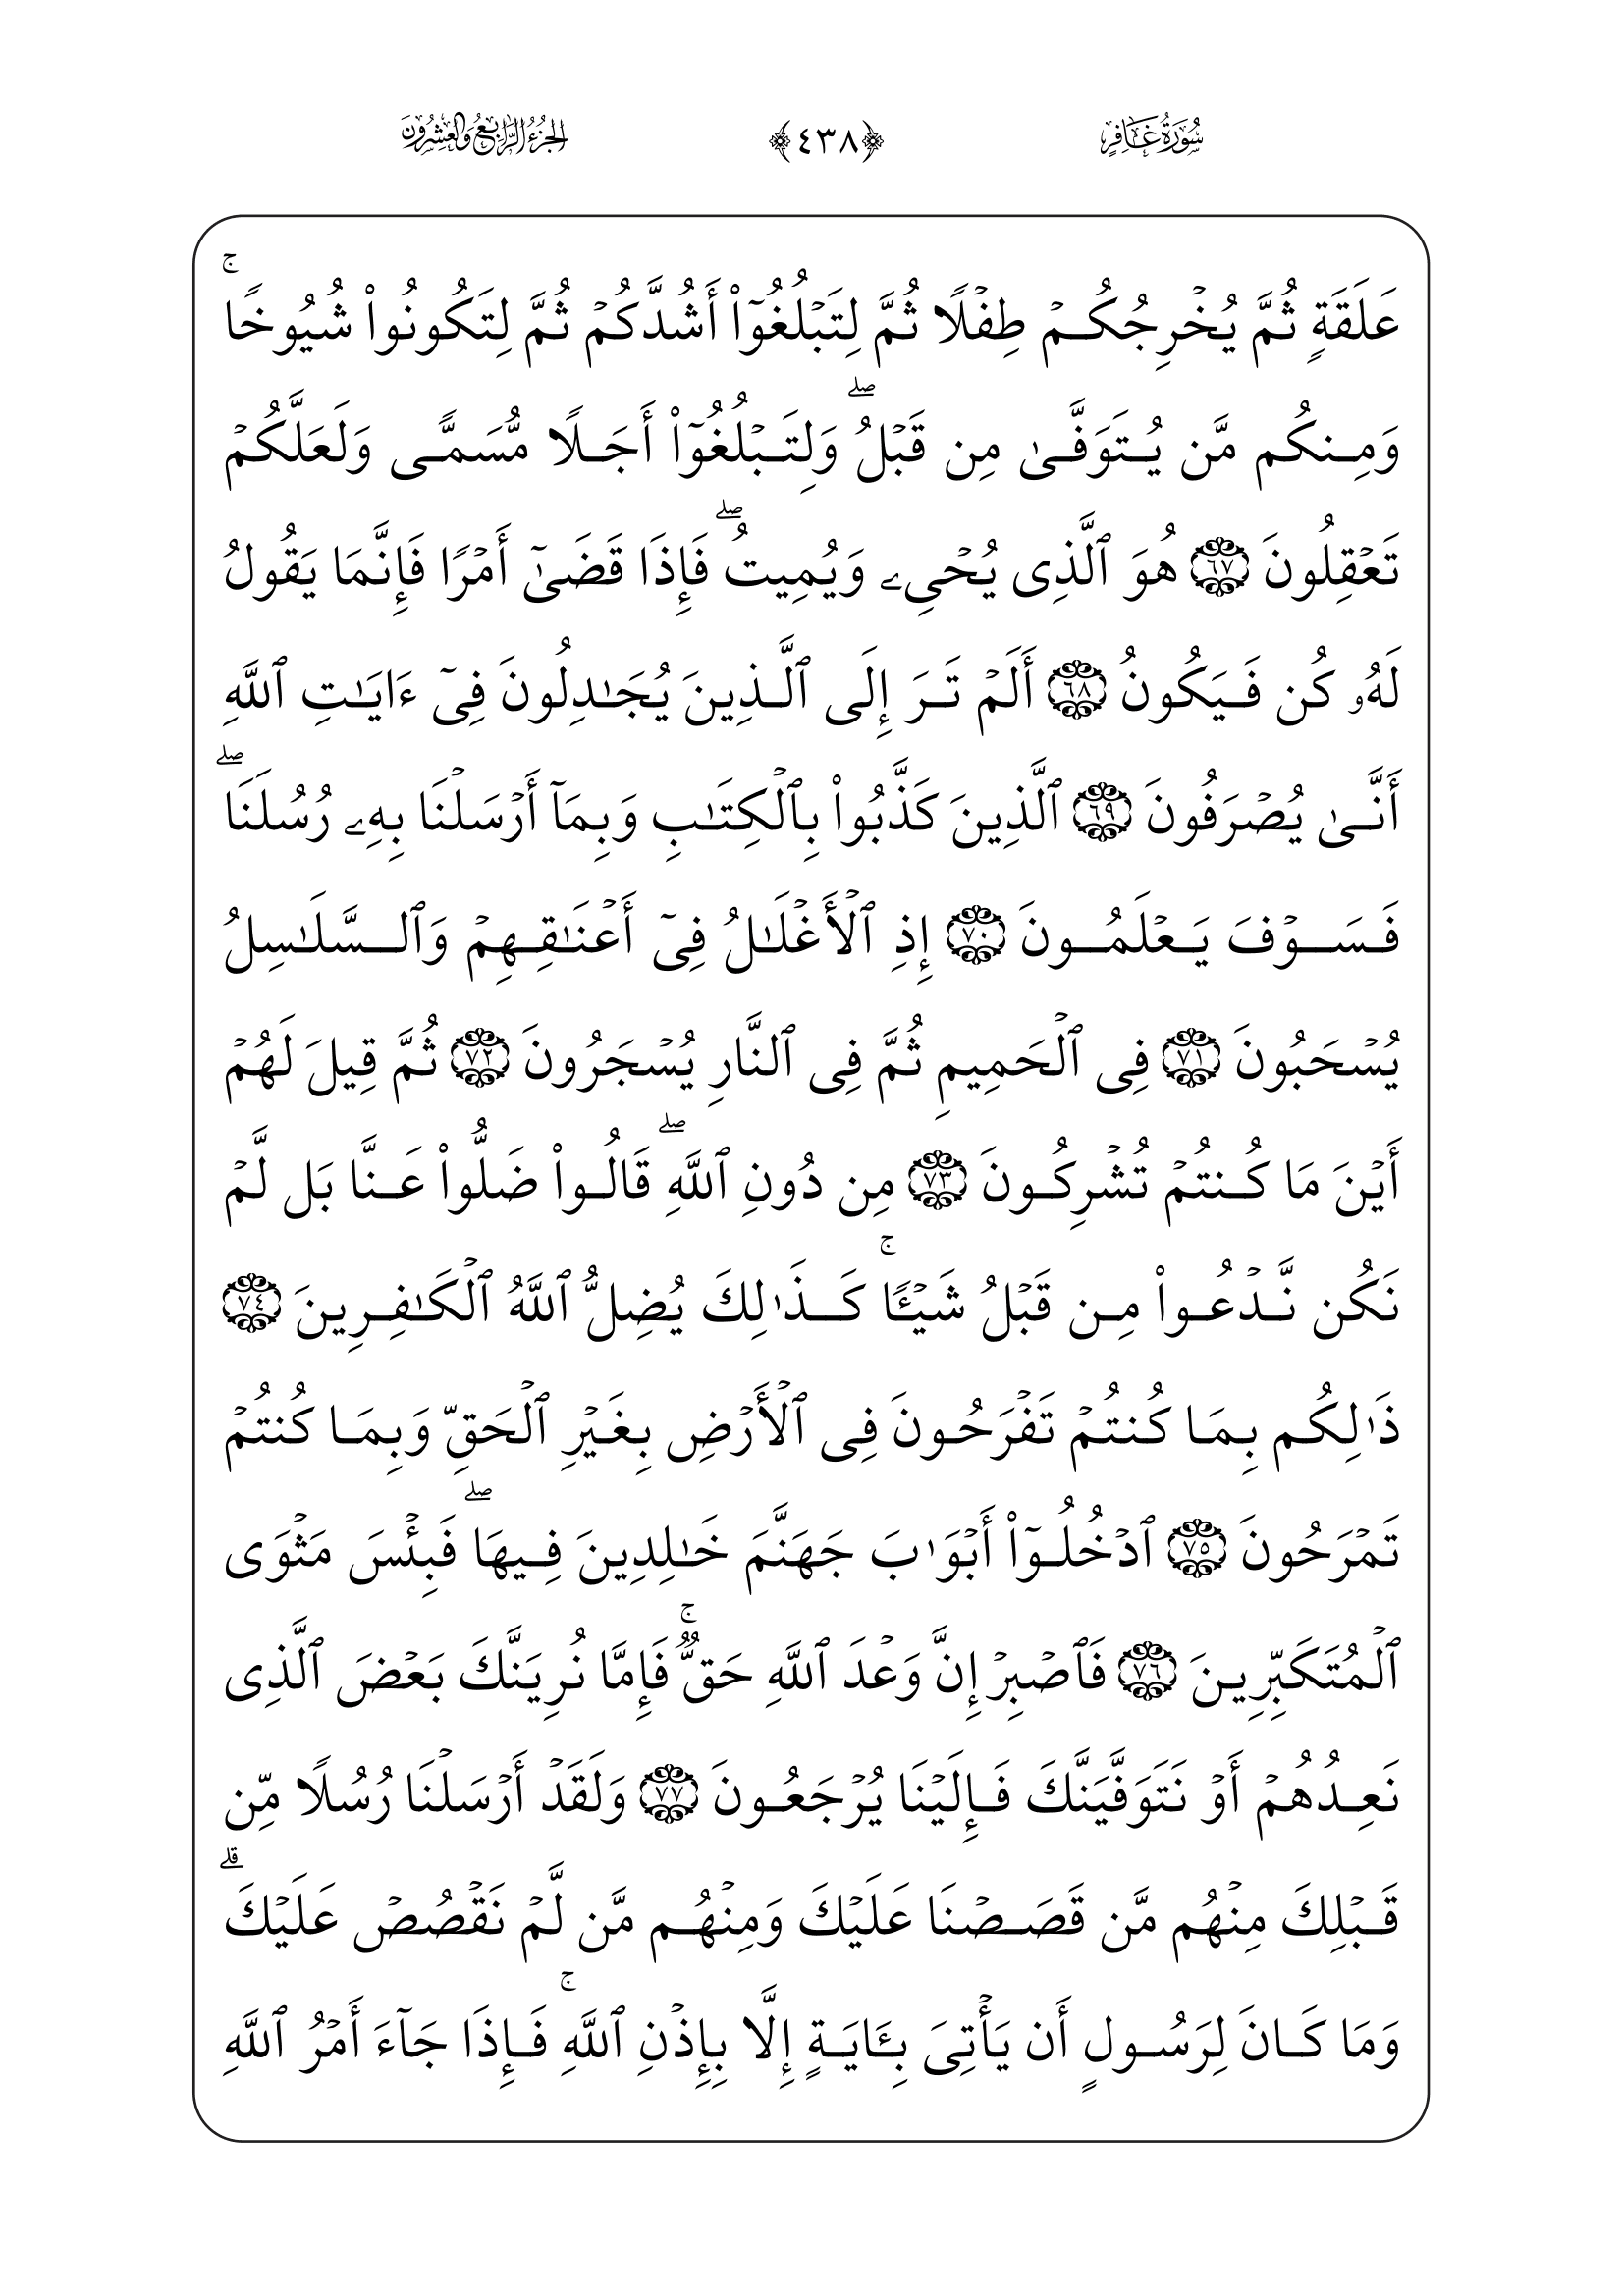 سُورَةُ غَافِرٍ ﴿٤٣٨﴾ الجُزْءُ الرَّابِعُ وَالعِشْرُونَ
عَلَقَةٍ ثُمَّ يُخۡرِجُكُمۡ طِفۡلًا ثُمَّ لِتَبۡلُغُوٓاْ أَشُدَّكُمۡ ثُمَّ لِتَكُونُواْ شُيُوخًاۚ
وَمِنكُم مَّن يُتَوَفَّىٰ مِن قَبۡلُۖ وَلِتَبۡلُغُوٓاْ أَجَلًا مُّسَمًّى وَلَعَلَّكُمۡ
تَعۡقِلُونَ ٦٧ هُوَ ٱلَّذِى يُحۡىِۦ وَيُمِيتُۖ فَإِذَا قَضَىٰٓ أَمۡرًا فَإِنَّمَا يَقُولُ
لَهُۥ كُن فَيَكُونُ ٦٨ أَلَمۡ تَرَ إِلَى ٱلَّذِينَ يُجَٰدِلُونَ فِىٓ ءَايَٰتِ ٱللَّهِ
أَنَّىٰ يُصۡرَفُونَ ٦٩ ٱلَّذِينَ كَذَّبُواْ بِٱلۡكِتَٰبِ وَبِمَآ أَرۡسَلۡنَا بِهِۦ رُسُلَنَاۖ
فَسَوۡفَ يَعۡلَمُونَ ٧٠ إِذِ ٱلۡأَغۡلَٰلُ فِىٓ أَعۡنَٰقِهِمۡ وَٱلسَّلَٰسِلُ
يُسۡحَبُونَ ٧١ فِى ٱلۡحَمِيمِ ثُمَّ فِى ٱلنَّارِ يُسۡجَرُونَ ٧٢ ثُمَّ قِيلَ لَهُمۡ
أَيۡنَ مَا كُنتُمۡ تُشۡرِكُونَ ٧٣ مِن دُونِ ٱللَّهِۖ قَالُواْ ضَلُّواْ عَنَّا بَل لَّمۡ
نَكُن نَّدۡعُواْ مِن قَبۡلُ شَيۡـًٔاۚ كَذَٰلِكَ يُضِلُّ ٱللَّهُ ٱلۡكَٰفِرِينَ ٧٤
ذَٰلِكُم بِمَا كُنتُمۡ تَفۡرَحُونَ فِى ٱلۡأَرۡضِ بِغَيۡرِ ٱلۡحَقِّ وَبِمَا كُنتُمۡ
تَمۡرَحُونَ ٧٥ ٱدۡخُلُوٓاْ أَبۡوَٰبَ جَهَنَّمَ خَٰلِدِينَ فِيهَاۖ فَبِئۡسَ مَثۡوَى
ٱلۡمُتَكَبِّرِينَ ٧٦ فَٱصۡبِرۡ إِنَّ وَعۡدَ ٱللَّهِ حَقٌّۚ فَإِمَّا نُرِيَنَّكَ بَعۡضَ ٱلَّذِى
نَعِدُهُمۡ أَوۡ نَتَوَفَّيَنَّكَ فَإِلَيۡنَا يُرۡجَعُونَ ٧٧ وَلَقَدۡ أَرۡسَلۡنَا رُسُلًا مِّن
قَبۡلِكَ مِنۡهُم مَّن قَصَصۡنَا عَلَيۡكَ وَمِنۡهُم مَّن لَّمۡ نَقۡصُصۡ عَلَيۡكَۗ
وَمَا كَانَ لِرَسُولٍ أَن يَأۡتِىَ بِـَٔايَةٍ إِلَّا بِإِذۡنِ ٱللَّهِۚ فَإِذَا جَآءَ أَمۡرُ ٱللَّهِ